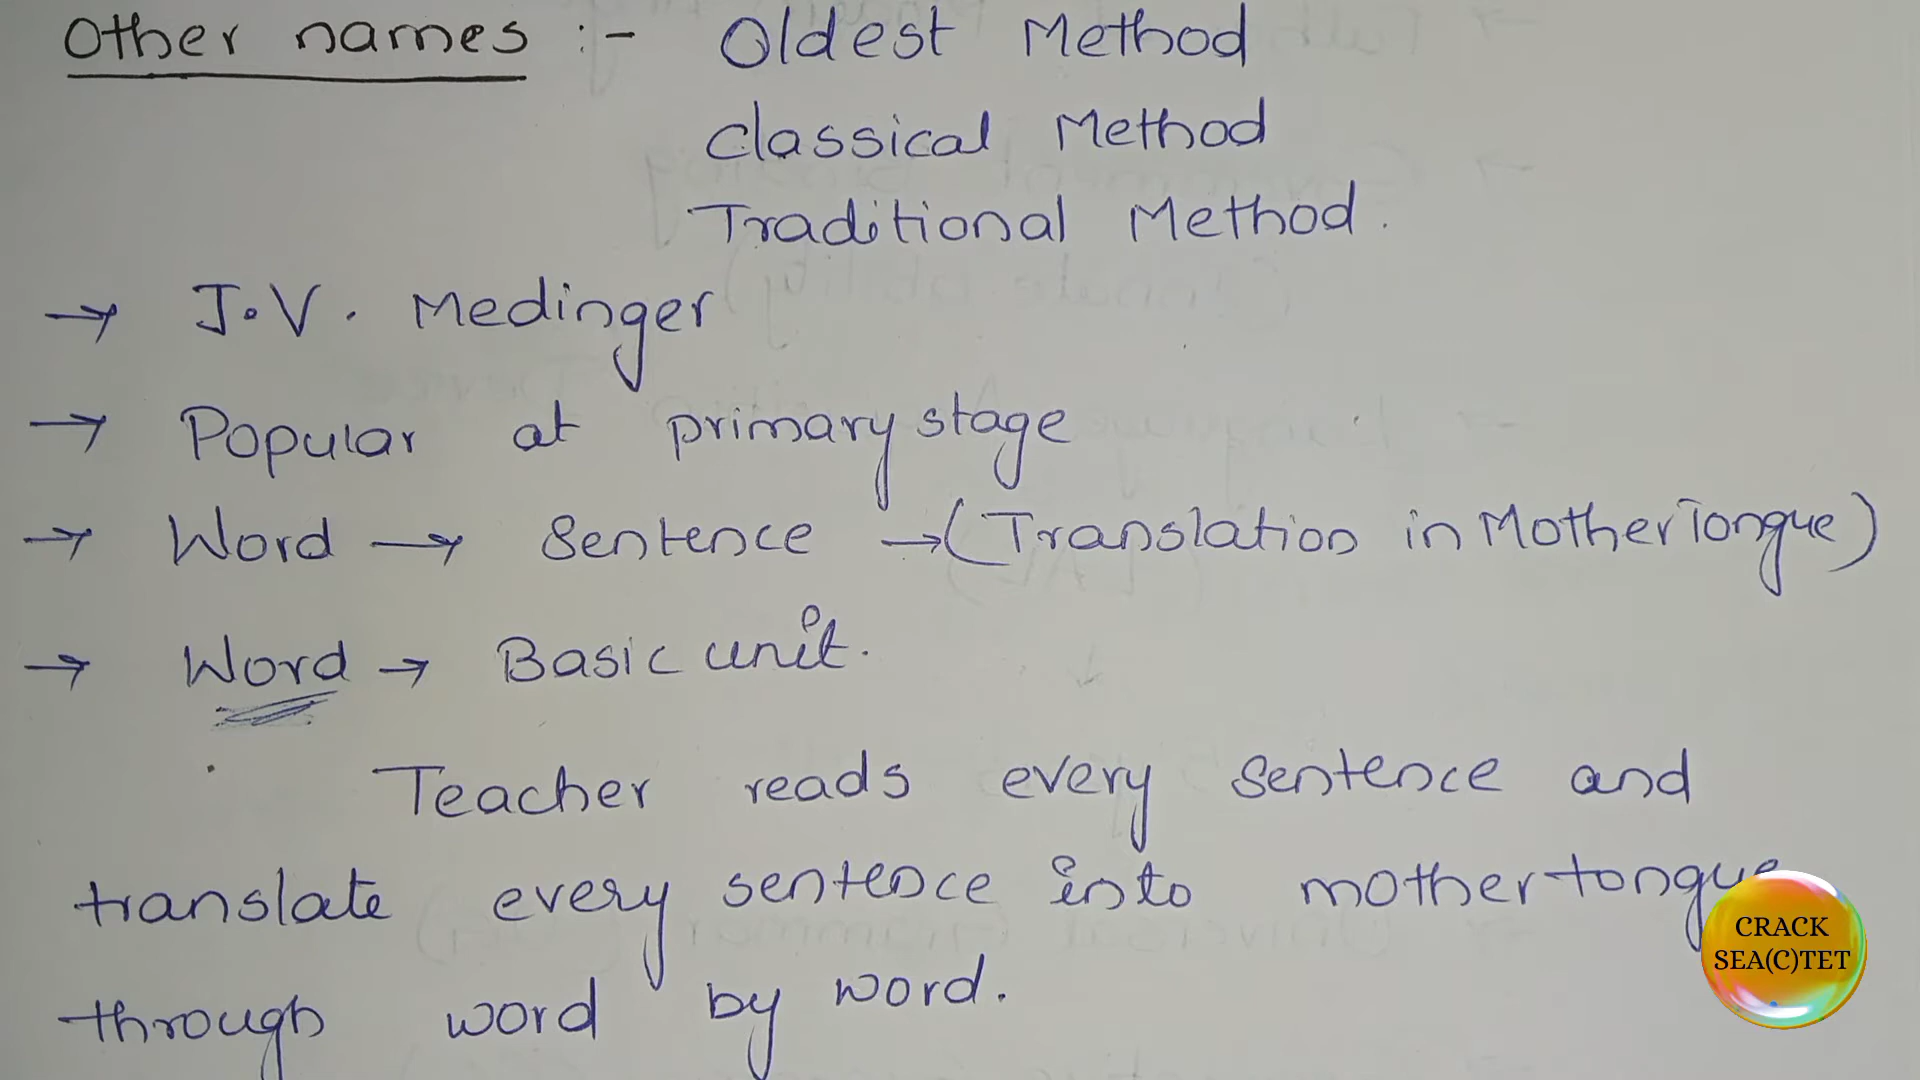 Other names :- Oldest Method
Classical Method
Traditional Method.
→ J.V. Medinger
→ Popular at primary stage
→ Word → Sentence → (Translation in Mother Tongue)
→ Word → Basic unit.
Teacher reads every sentence and
translate every sentence into mother tongue
through word by word.
CRACK
SEA(C)TET